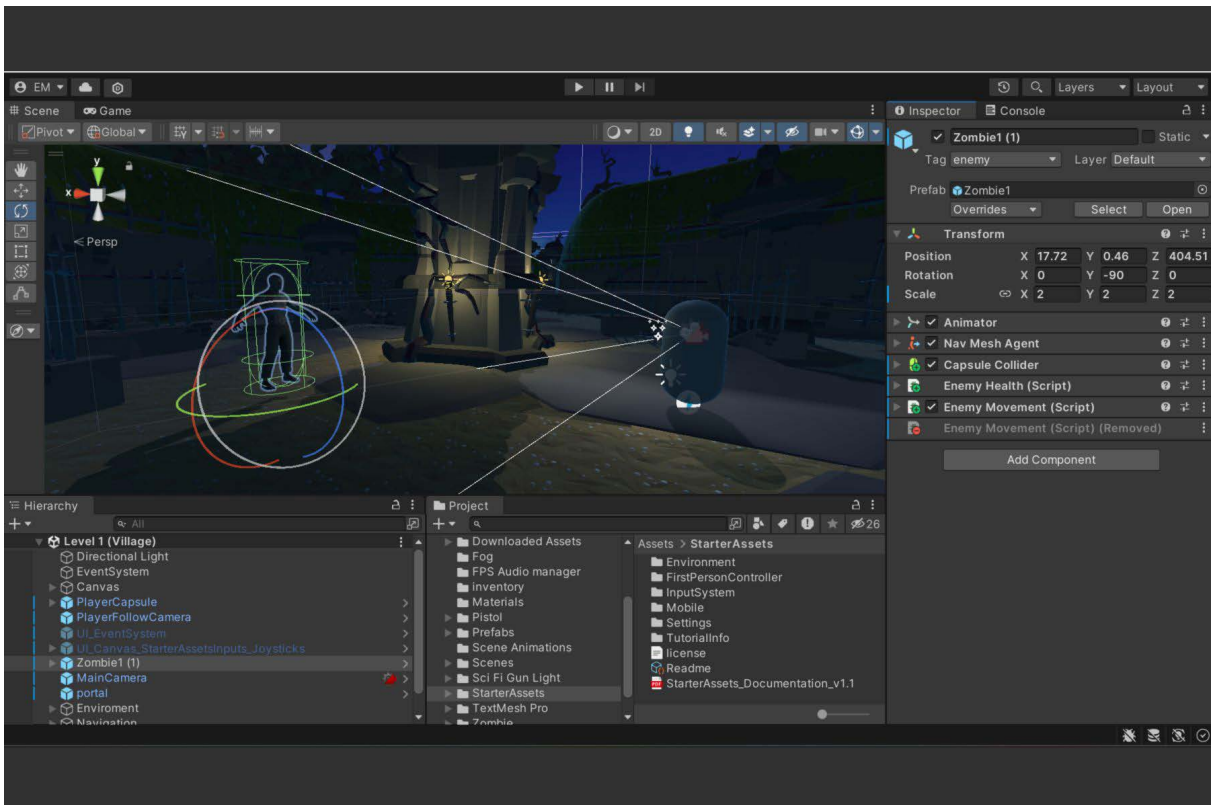 EM
Layers
Layout
Scene
Game
Pivot
Global
2D
y
x
Persp
Inspector
Console
Zombie1 (1)
Static
Tag enemy
Layer Default
Prefab Zombie1
Overrides
Select
Open
Transform
Position X 17.72 Y 0.46 Z 404.51
Rotation X 0 Y -90 Z 0
Scale X 2 Y 2 Z 2
Animator
Nav Mesh Agent
Capsule Collider
Enemy Health (Script)
Enemy Movement (Script)
Enemy Movement (Script) (Removed)
Add Component
Hierarchy
All
Level 1 (Village)
Directional Light
EventSystem
Canvas
PlayerCapsule
PlayerFollowCamera
UI_EventSystem
UI_Canvas_StarterAssetsInputs_Joysticks
Zombie1 (1)
MainCamera
portal
Enviroment
Navigation
Project
26
Downloaded Assets
Fog
FPS Audio manager
inventory
Materials
Pistol
Prefabs
Scene Animations
Scenes
Sci Fi Gun Light
StarterAssets
TextMesh Pro
Zombie
Assets > StarterAssets
Environment
FirstPersonController
InputSystem
Mobile
Settings
TutorialInfo
license
Readme
StarterAssets_Documentation_v1.1